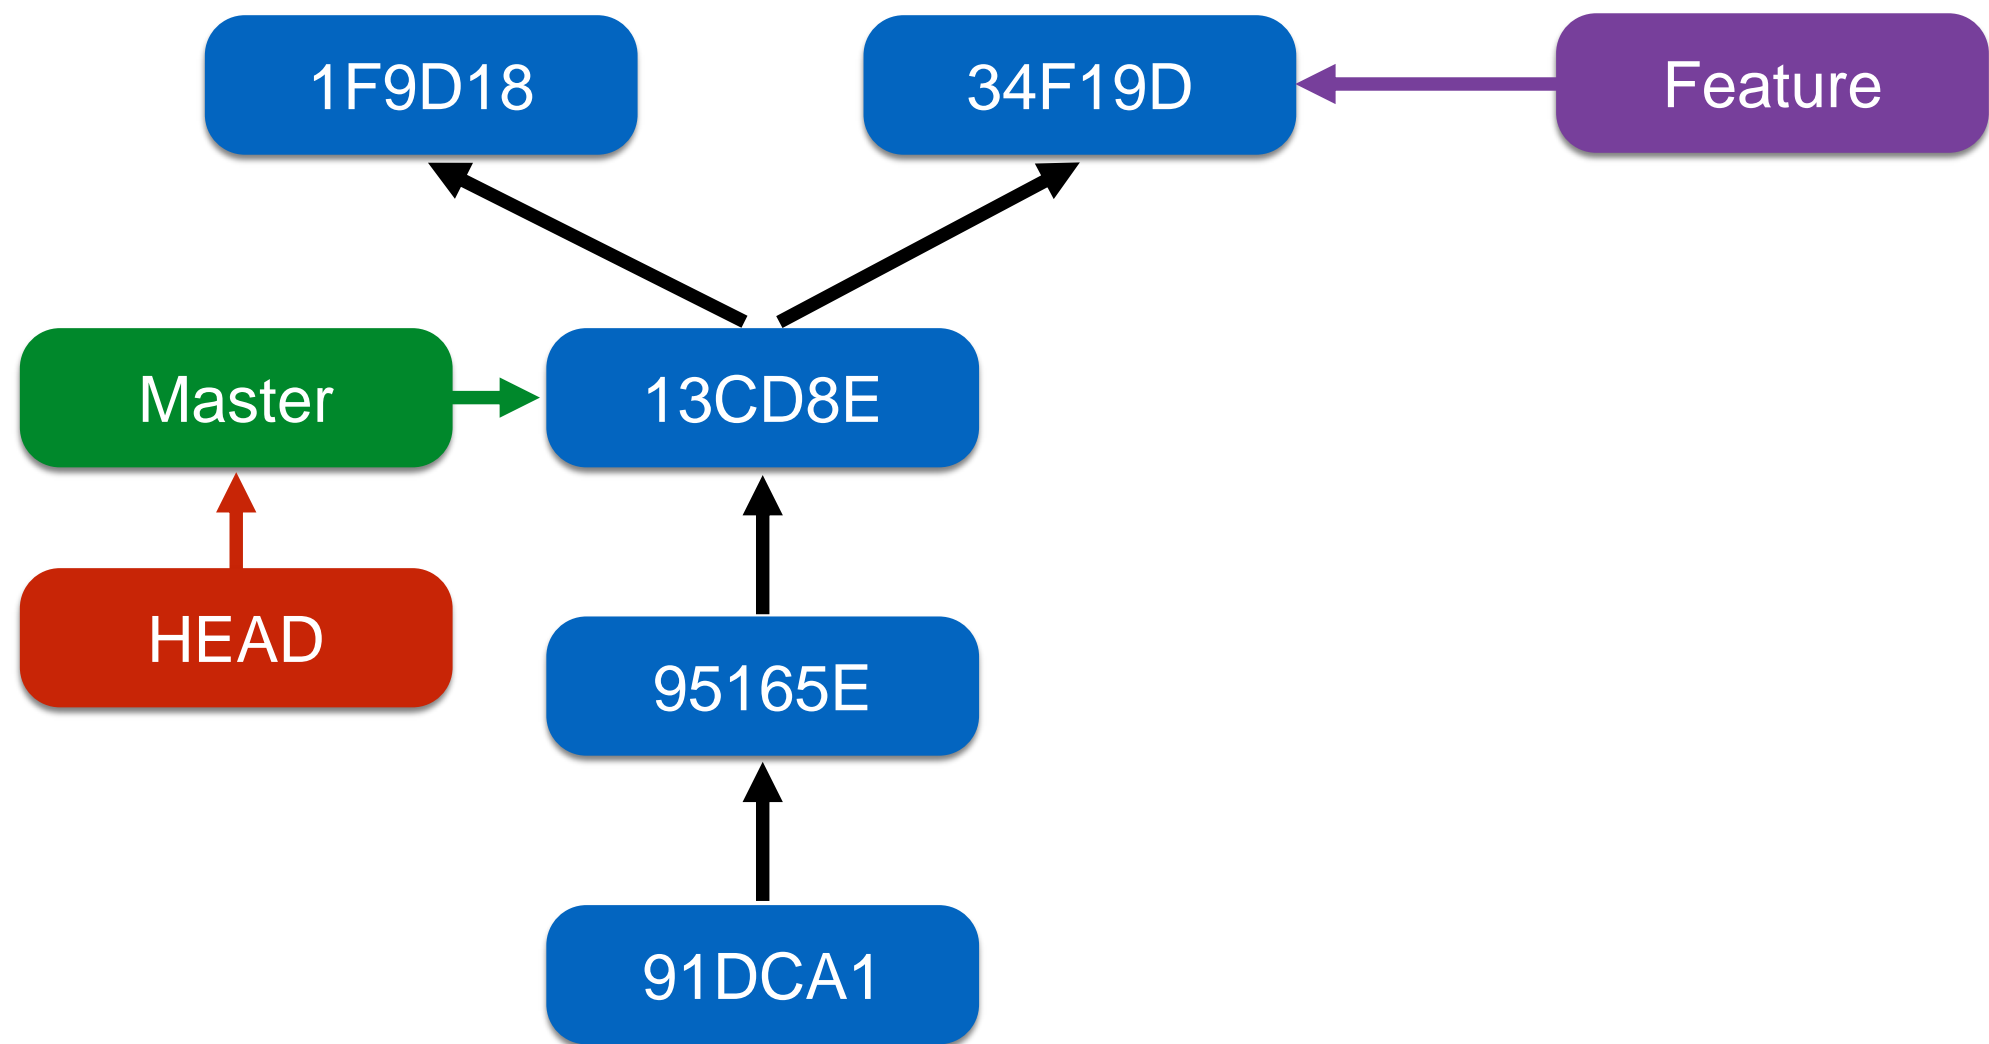 1F9D18
34F19D
Feature
Master
13CD8E
HEAD
95165E
91DCA1